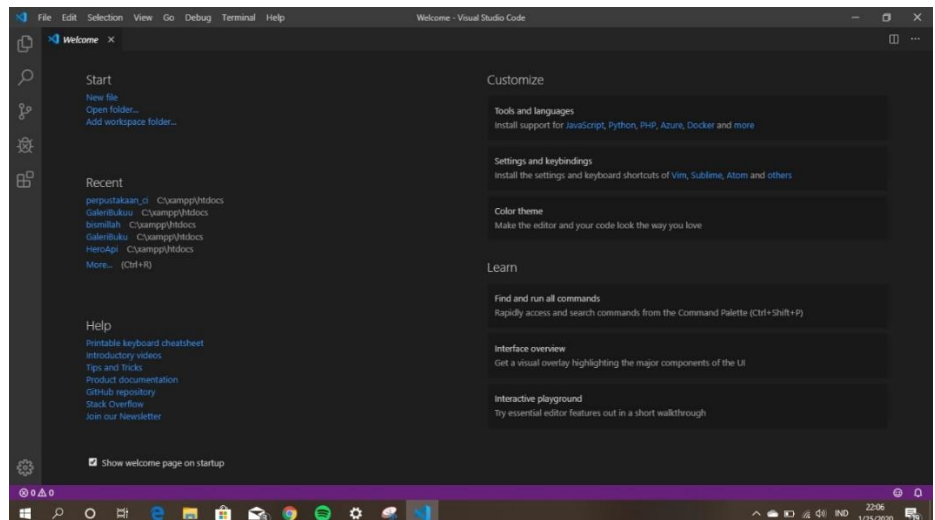 File Edit Selection View Go Debug Terminal Help
Welcome - Visual Studio Code
Welcome
Start
New file
Open folder...
Add workspace folder...
Recent
perpustakaan_ci C:\xampp\htdocs
GaleriBukuu C:\xampp\htdocs
bismillah C:\xampp\htdocs
GaleriBuku C:\xampp\htdocs
HeroApi C:\xampp\htdocs
More... (Ctrl+R)
Help
Printable keyboard cheatsheet
Introductory videos
Tips and Tricks
Product documentation
GitHub repository
Stack Overflow
Join our Newsletter
Show welcome page on startup
Customize
Tools and languages
Install support for JavaScript, Python, PHP, Azure, Docker and more
Settings and keybindings
Install the settings and keyboard shortcuts of Vim, Sublime, Atom and others
Color theme
Make the editor and your code look the way you love
Learn
Find and run all commands
Rapidly access and search commands from the Command Palette (Ctrl+Shift+P)
Interface overview
Get a visual overlay highlighting the major components of the UI
Interactive playground
Try essential editor features out in a short walkthrough
0 0
IND
22:06
1/25/2020